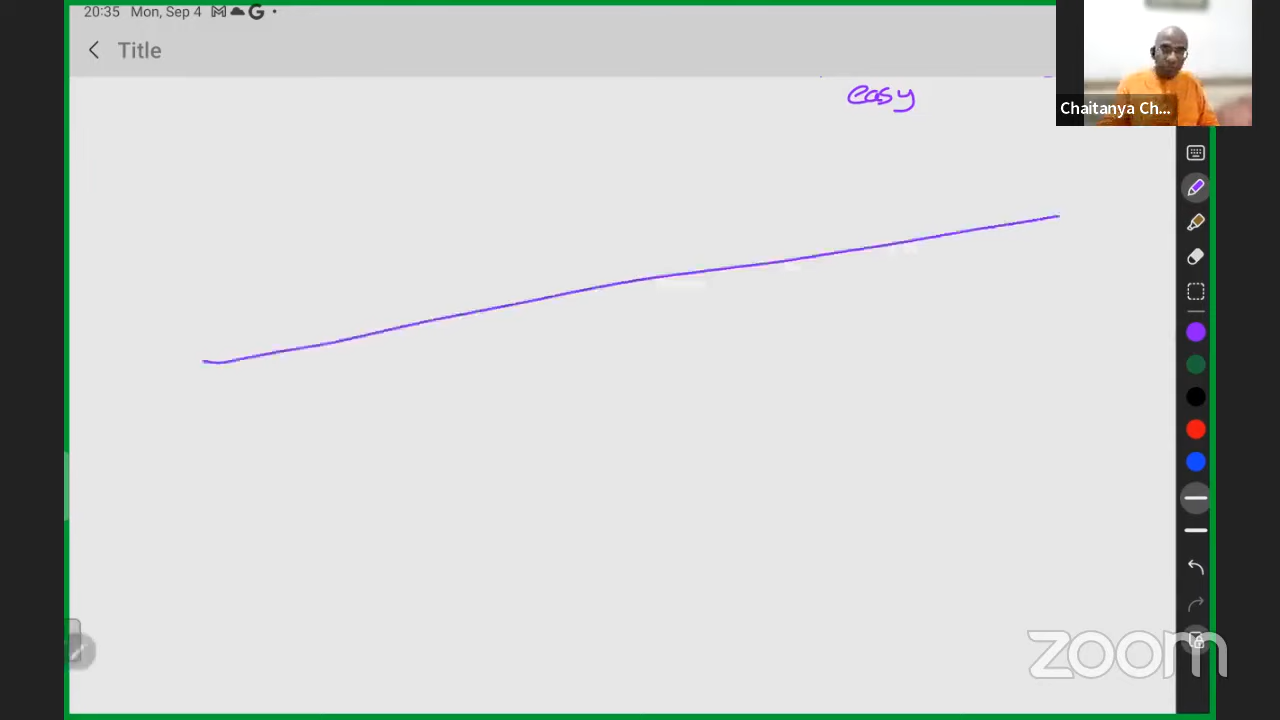 20:35 Mon, Sep 4 M G •
Title
easy
Chaitanya Ch...
zoom